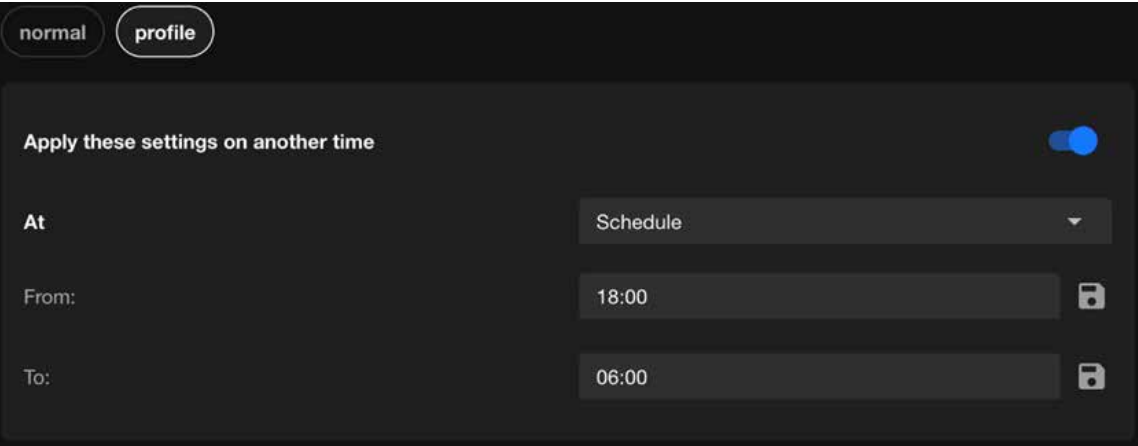 normal
profile
Apply these settings on another time
At
Schedule
From:
18:00
To:
06:00